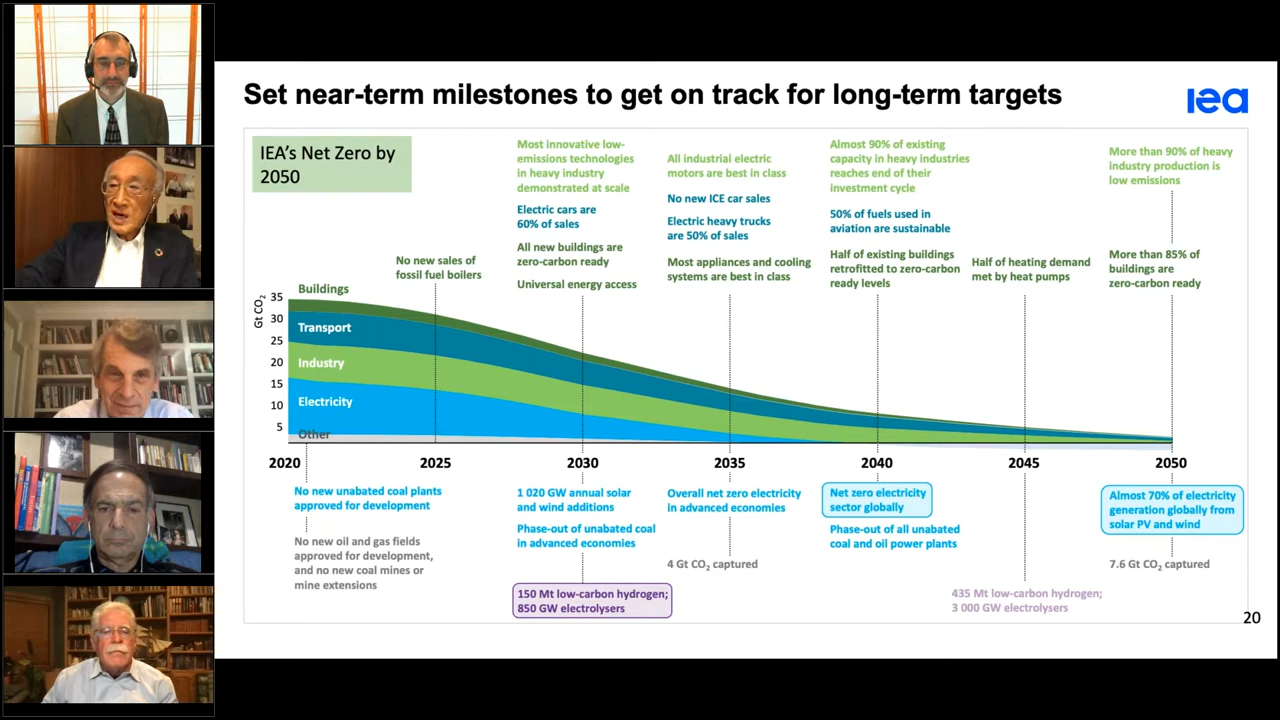 Set near-term milestones to get on track for long-term targets
iea
IEA's Net Zero by
2050
Most innovative low-
emissions technologies
in heavy industry
demonstrated at scale
Electric cars are
60% of sales
All new buildings are
zero-carbon ready
Universal energy access
All industrial electric
motors are best in class
No new ICE car sales
Electric heavy trucks
are 50% of sales
Most appliances and cooling
systems are best in class
Almost 90% of existing
capacity in heavy industries
reaches end of their
investment cycle
50% of fuels used in
aviation are sustainable
Half of existing buildings
retrofitted to zero-carbon
ready levels
More than 90% of heavy
industry production is
low emissions
More than 85% of
buildings are
zero-carbon ready
No new sales of
fossil fuel boilers
Half of heating demand
met by heat pumps
Gt CO2
35
30
25
20
15
10
5
Buildings
Transport
Industry
Electricity
Other
2020
2025
2030
2035
2040
2045
2050
No new unabated coal plants
approved for development
No new oil and gas fields
approved for development,
and no new coal mines or
mine extensions
1 020 GW annual solar
and wind additions
Phase-out of unabated coal
in advanced economies
150 Mt low-carbon hydrogen;
850 GW electrolysers
Overall net zero electricity
in advanced economies
4 Gt CO2 captured
Net zero electricity
sector globally
Phase-out of all unabated
coal and oil power plants
435 Mt low-carbon hydrogen;
3 000 GW electrolysers
Almost 70% of electricity
generation globally from
solar PV and wind
7.6 Gt CO2 captured
20